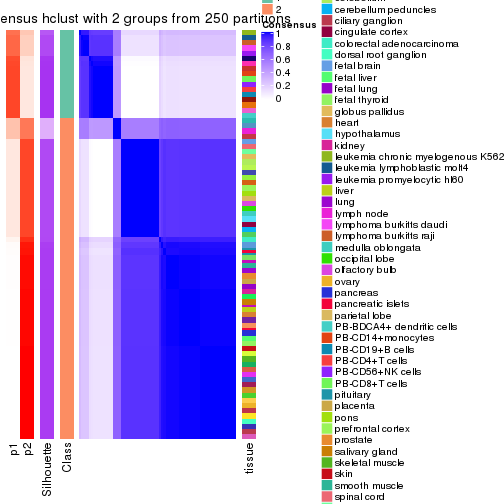 ensus hclust with 2 groups from 250 partitions
1
2
Consensus
1
0.8
0.6
0.4
0.2
0
p1
p2
Silhouette
Class
tissue
cerebellum peduncles
ciliary ganglion
cingulate cortex
colorectal adenocarcinoma
dorsal root ganglion
fetal brain
fetal liver
fetal lung
fetal thyroid
globus pallidus
heart
hypothalamus
kidney
leukemia chronic myelogenous K562
leukemia lymphoblastic molt4
leukemia promyelocytic hl60
liver
lung
lymph node
lymphoma burkitts daudi
lymphoma burkitts raji
medulla oblongata
occipital lobe
olfactory bulb
ovary
pancreas
pancreatic islets
parietal lobe
PB-BDCA4+ dendritic cells
PB-CD14+monocytes
PB-CD19+B cells
PB-CD4+T cells
PB-CD56+NK cells
PB-CD8+T cells
pituitary
placenta
pons
prefrontal cortex
prostate
salivary gland
skeletal muscle
skin
smooth muscle
spinal cord